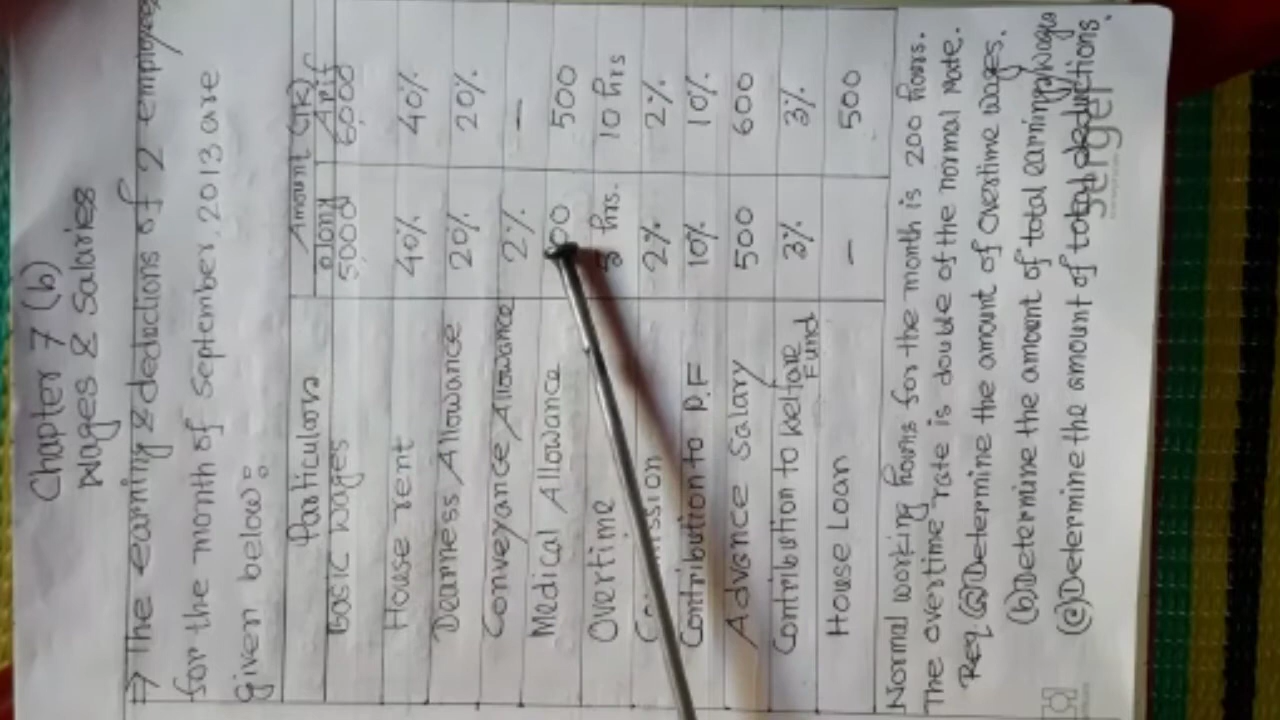 Chapter 7 (b)
Wages & Salaries
⇒ The earning & deductions of 2 employees
for the month of September, 2013 are
given below:
Particulars Amount (TK)
Polony Arif
Basic Wages 5000 6000
House rent 40% 40%
Dearness Allowance 20% 20%
Conveyance Allowance 2% —
Medical Allowance 500
Overtime hrs. 10 hrs
2% 2%
Contribution to P.F 10% 10%
Advance Salary 500 600
Contribution to Welfare Fund 3% 3%
House Loan — 500
Normal working hours for the month is 200 hours.
The overtime rate is double of the normal rate.
Req. (a) Determine the amount of overtime wages.
(b) Determine the amount of total earning/wages
(c) Determine the amount of total deductions.
Sergel